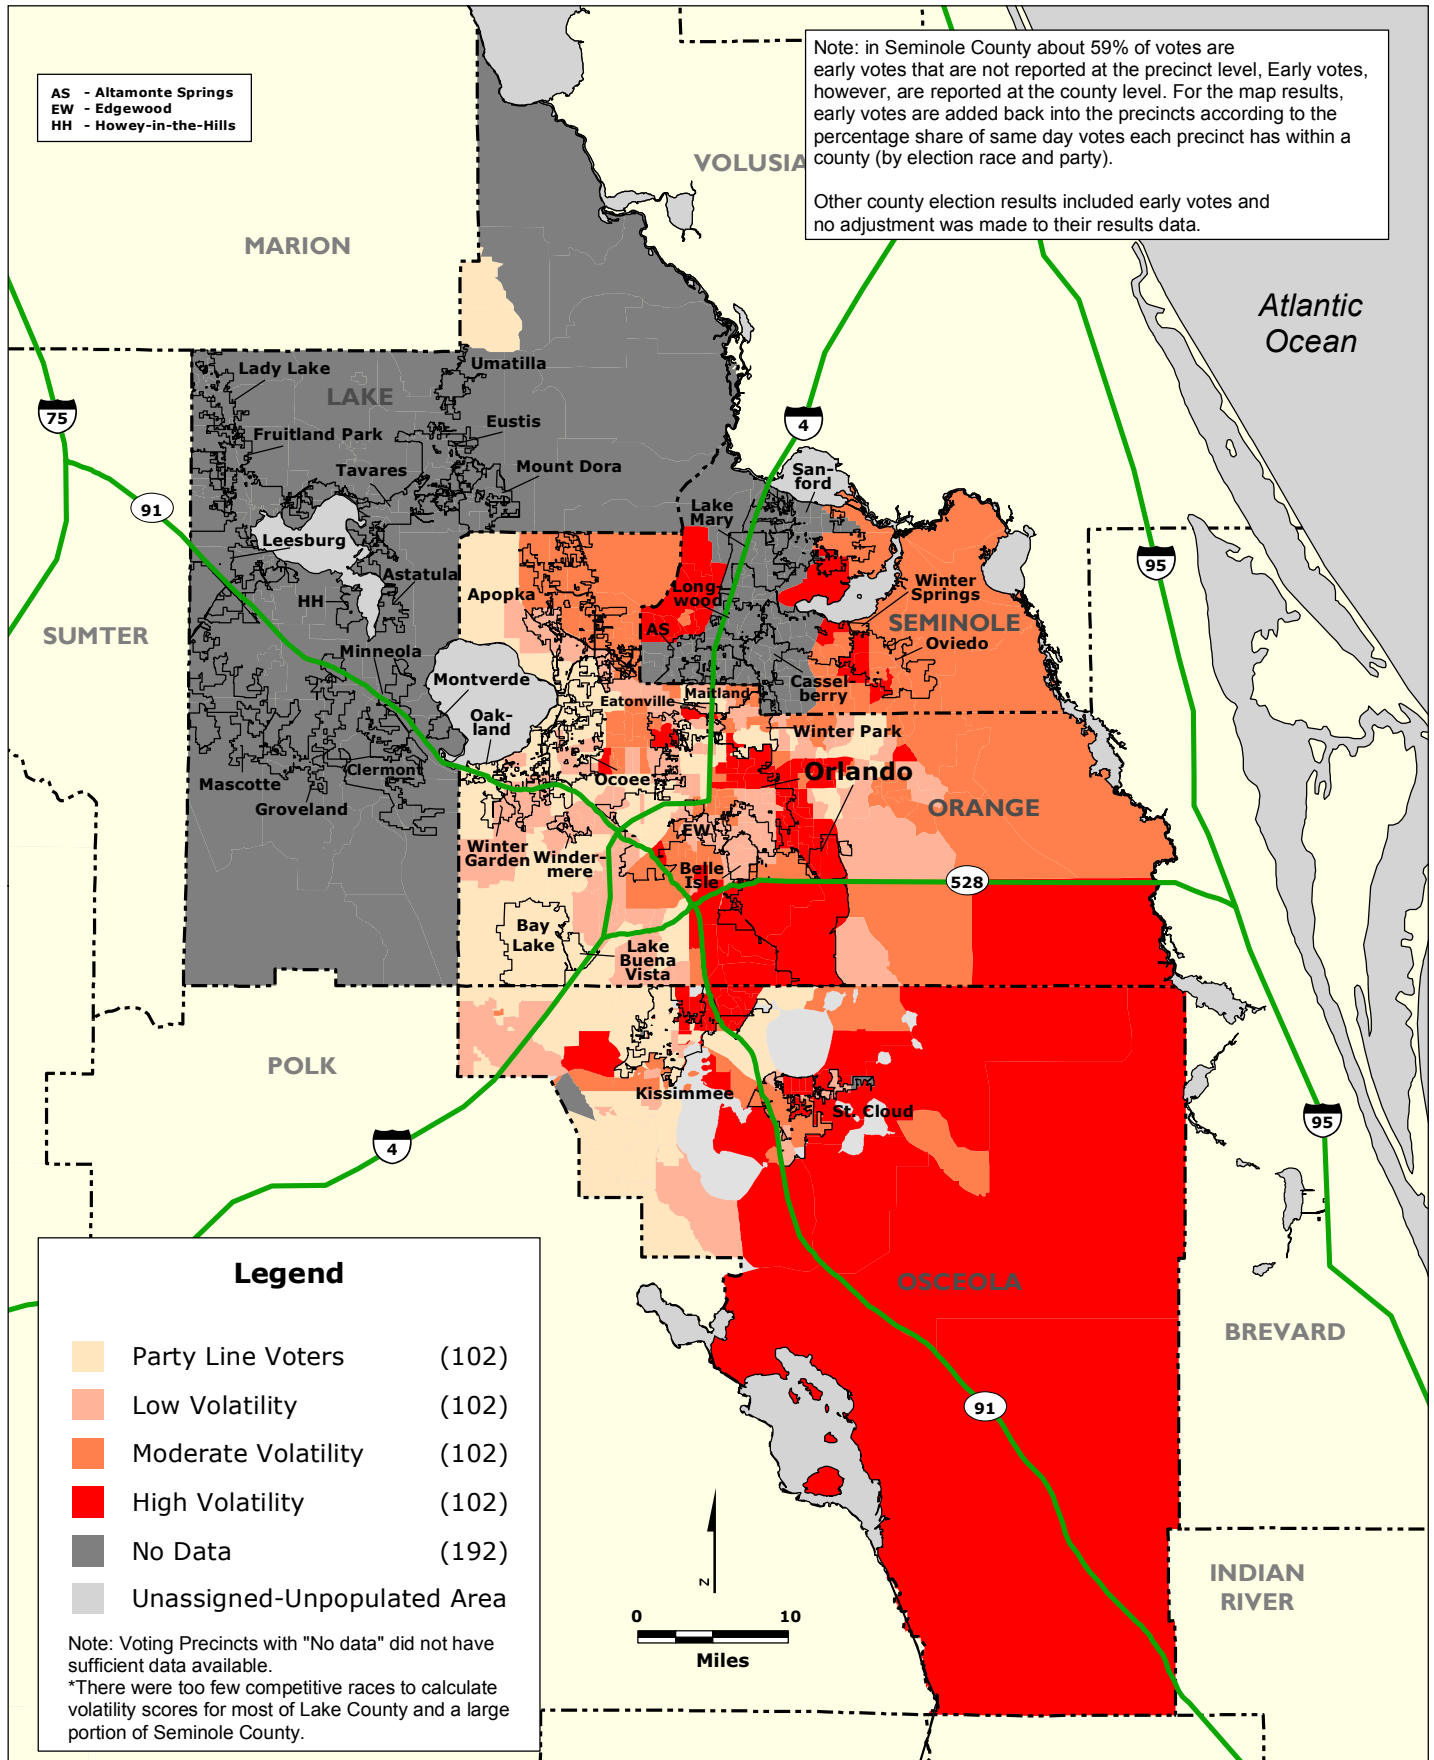 Note: in Seminole County about 59% of votes are
early votes that are not reported at the precinct level, Early votes,
however, are reported at the county level. For the map results,
early votes are added back into the precincts according to the
percentage share of same day votes each precinct has within a
county (by election race and party).
Other county election results included early votes and
no adjustment was made to their results data.
AS - Altamonte Springs
EW - Edgewood
HH - Howey-in-the-Hills
VOLUSIA
MARION
Atlantic
Ocean
Umatilla
Lady Lake
LAKE
75
4
Eustis
Fruitland Park
Mount Dora
Tavares
San-
ford
91
Lake
Mary
Leesburg
95
Astatula
Apopka
Long-
wood
Winter
Springs
HH
SUMTER
AS
SEMINOLE
Oviedo
Minneola
Montverde
Cassel-
berry
Maitland
Eatonville
Oak-
land
Winter Park
Clermont
Ocoee
Orlando
Mascotte
Groveland
ORANGE
EW
Winter
Garden
Winder-
mere
Belle
Isle
528
Bay
Lake
Lake
Buena
Vista
POLK
Kissimmee
St. Cloud
95
4
Legend
OSCEOLA
BREVARD
Party Line Voters (102)
Low Volatility (102)
91
Moderate Volatility (102)
High Volatility (102)
No Data (192)
Unassigned-Unpopulated Area
INDIAN
RIVER
N
0 10
Miles
Note: Voting Precincts with "No data" did not have
sufficient data available.
*There were too few competitive races to calculate
volatility scores for most of Lake County and a large
portion of Seminole County.